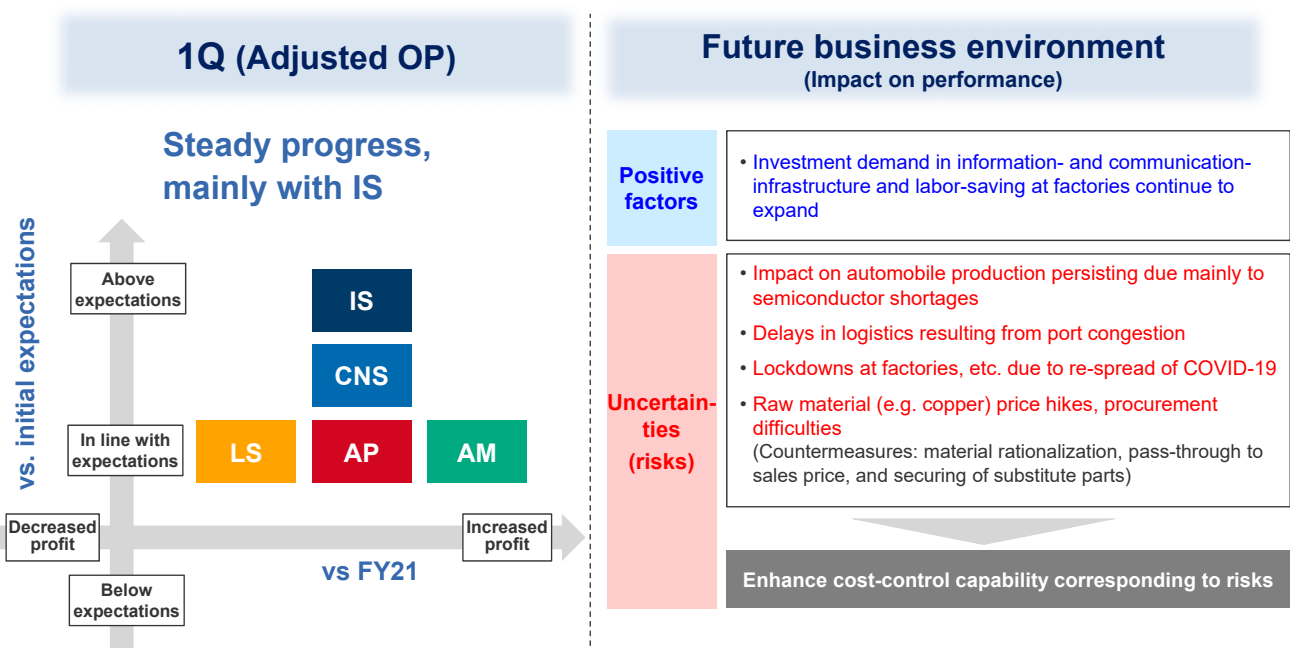 1Q (Adjusted OP)
Steady progress,
mainly with IS
vs. initial expectations
Above
expectations
IS
CNS
In line with
expectations
LS
AP
AM
Decreased
profit
Increased
profit
vs FY21
Below
expectations
Future business environment
(Impact on performance)
Positive
factors
• Investment demand in information- and communication-
infrastructure and labor-saving at factories continue to
expand
Uncertain-
ties
(risks)
• Impact on automobile production persisting due mainly to
semiconductor shortages
• Delays in logistics resulting from port congestion
• Lockdowns at factories, etc. due to re-spread of COVID-19
• Raw material (e.g. copper) price hikes, procurement
difficulties
(Countermeasures: material rationalization, pass-through to
sales price, and securing of substitute parts)
Enhance cost-control capability corresponding to risks